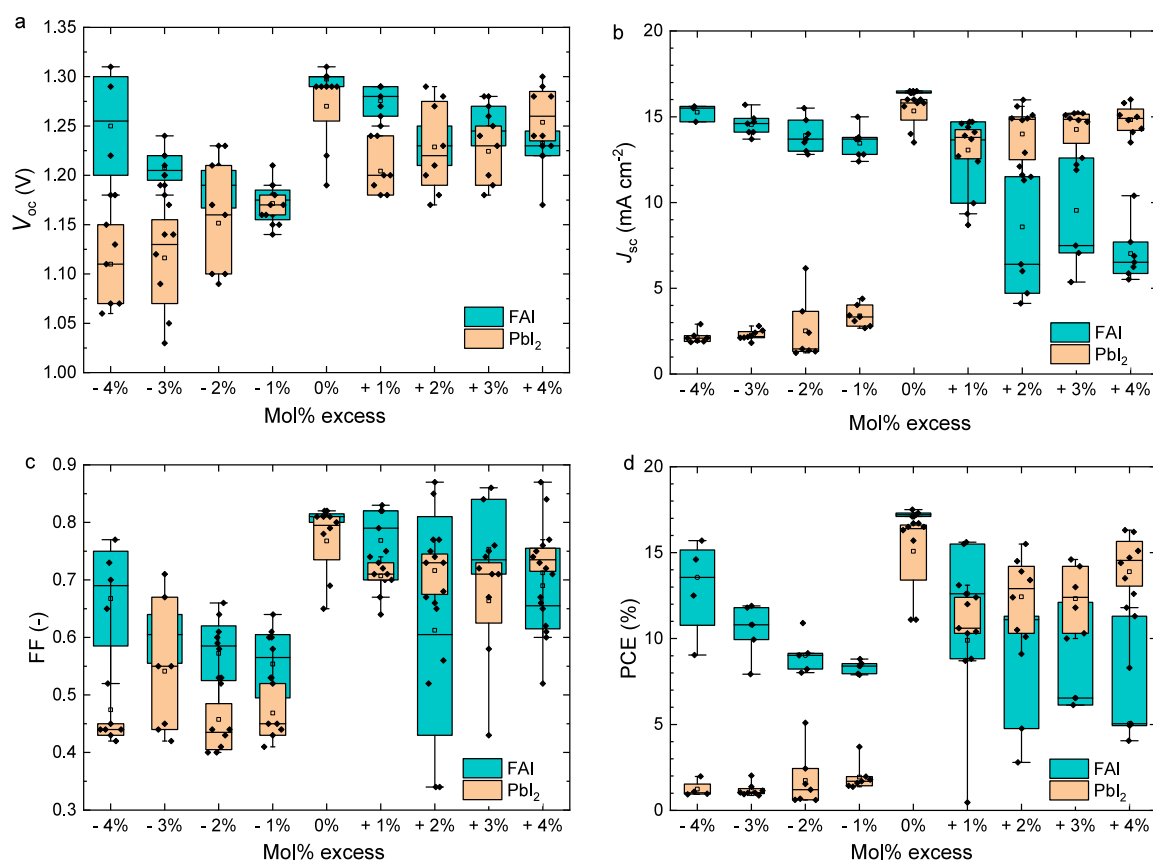 a
1.35
1.30
1.25
1.20
1.15
1.10
1.05
1.00
V_oc (V)
FAI
PbI₂
- 4% - 3% - 2% - 1% 0% + 1% + 2% + 3% + 4%
Mol% excess
b
20
15
10
5
0
J_sc (mA cm⁻²)
FAI
PbI₂
- 4% - 3% - 2% - 1% 0% + 1% + 2% + 3% + 4%
Mol% excess
c
0.9
0.8
0.7
0.6
0.5
0.4
0.3
FF (-)
FAI
PbI₂
- 4% - 3% - 2% - 1% 0% + 1% + 2% + 3% + 4%
Mol% excess
d
20
15
10
5
0
PCE (%)
FAI
PbI₂
- 4% - 3% - 2% - 1% 0% + 1% + 2% + 3% + 4%
Mol% excess